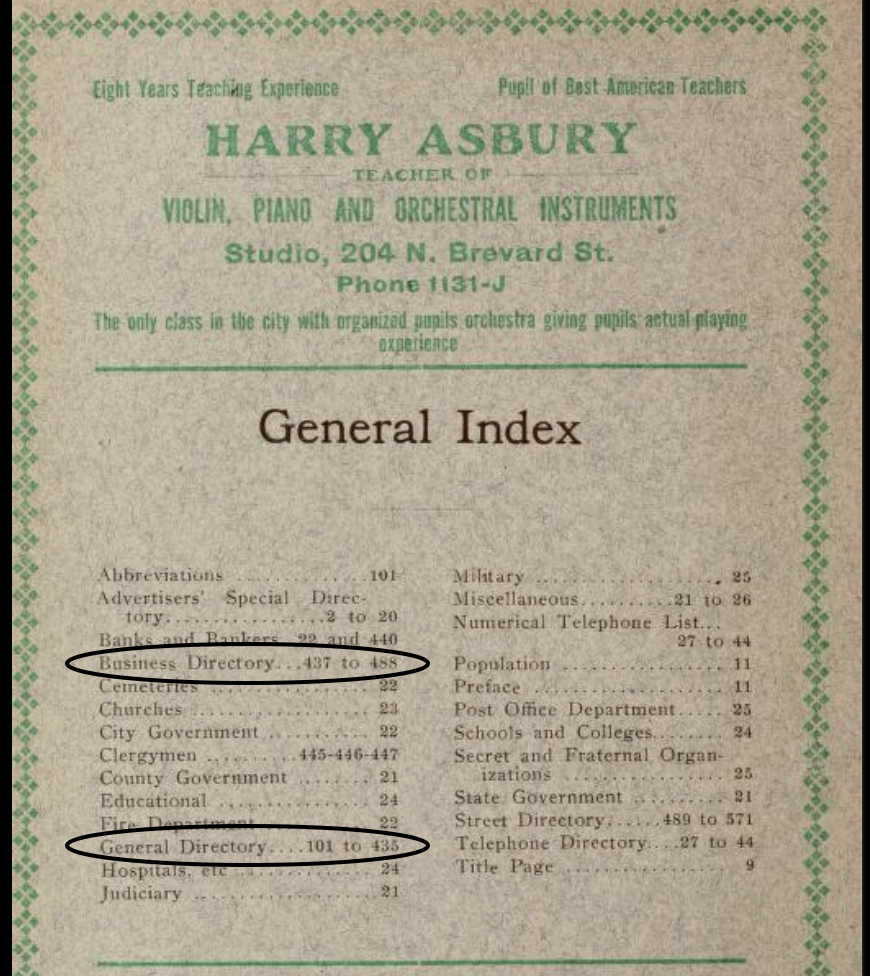 Eight Years Teaching Experience Pupil of Best American Teachers
HARRY ASBURY
TEACHER OF
VIOLIN, PIANO AND ORCHESTRAL INSTRUMENTS
Studio, 204 N. Brevard St.
Phone 1131-J
The only class in the city with organized pupils orchestra giving pupils actual playing
experience
General Index
Abbreviations ..............101
Advertisers' Special Direc-
tory.................2 to 20
Banks and Bankers..22 and 440
Business Directory...437 to 488
Cemeteries ................. 22
Churches ................... 23
City Government ........... 22
Clergymen ..........445-446-447
County Government ........ 21
Educational ................ 24
Fire Department ........... 22
General Directory....101 to 435
Hospitals, etc .............. 24
Judiciary ................... 21
Military .................... 25
Miscellaneous..........21 to 26
Numerical Telephone List...
27 to 44
Population .................. 11
Preface ..................... 11
Post Office Department..... 25
Schools and Colleges........ 24
Secret and Fraternal Organ-
izations ................. 25
State Government .......... 21
Street Directory......489 to 571
Telephone Directory....27 to 44
Title Page .................. 9